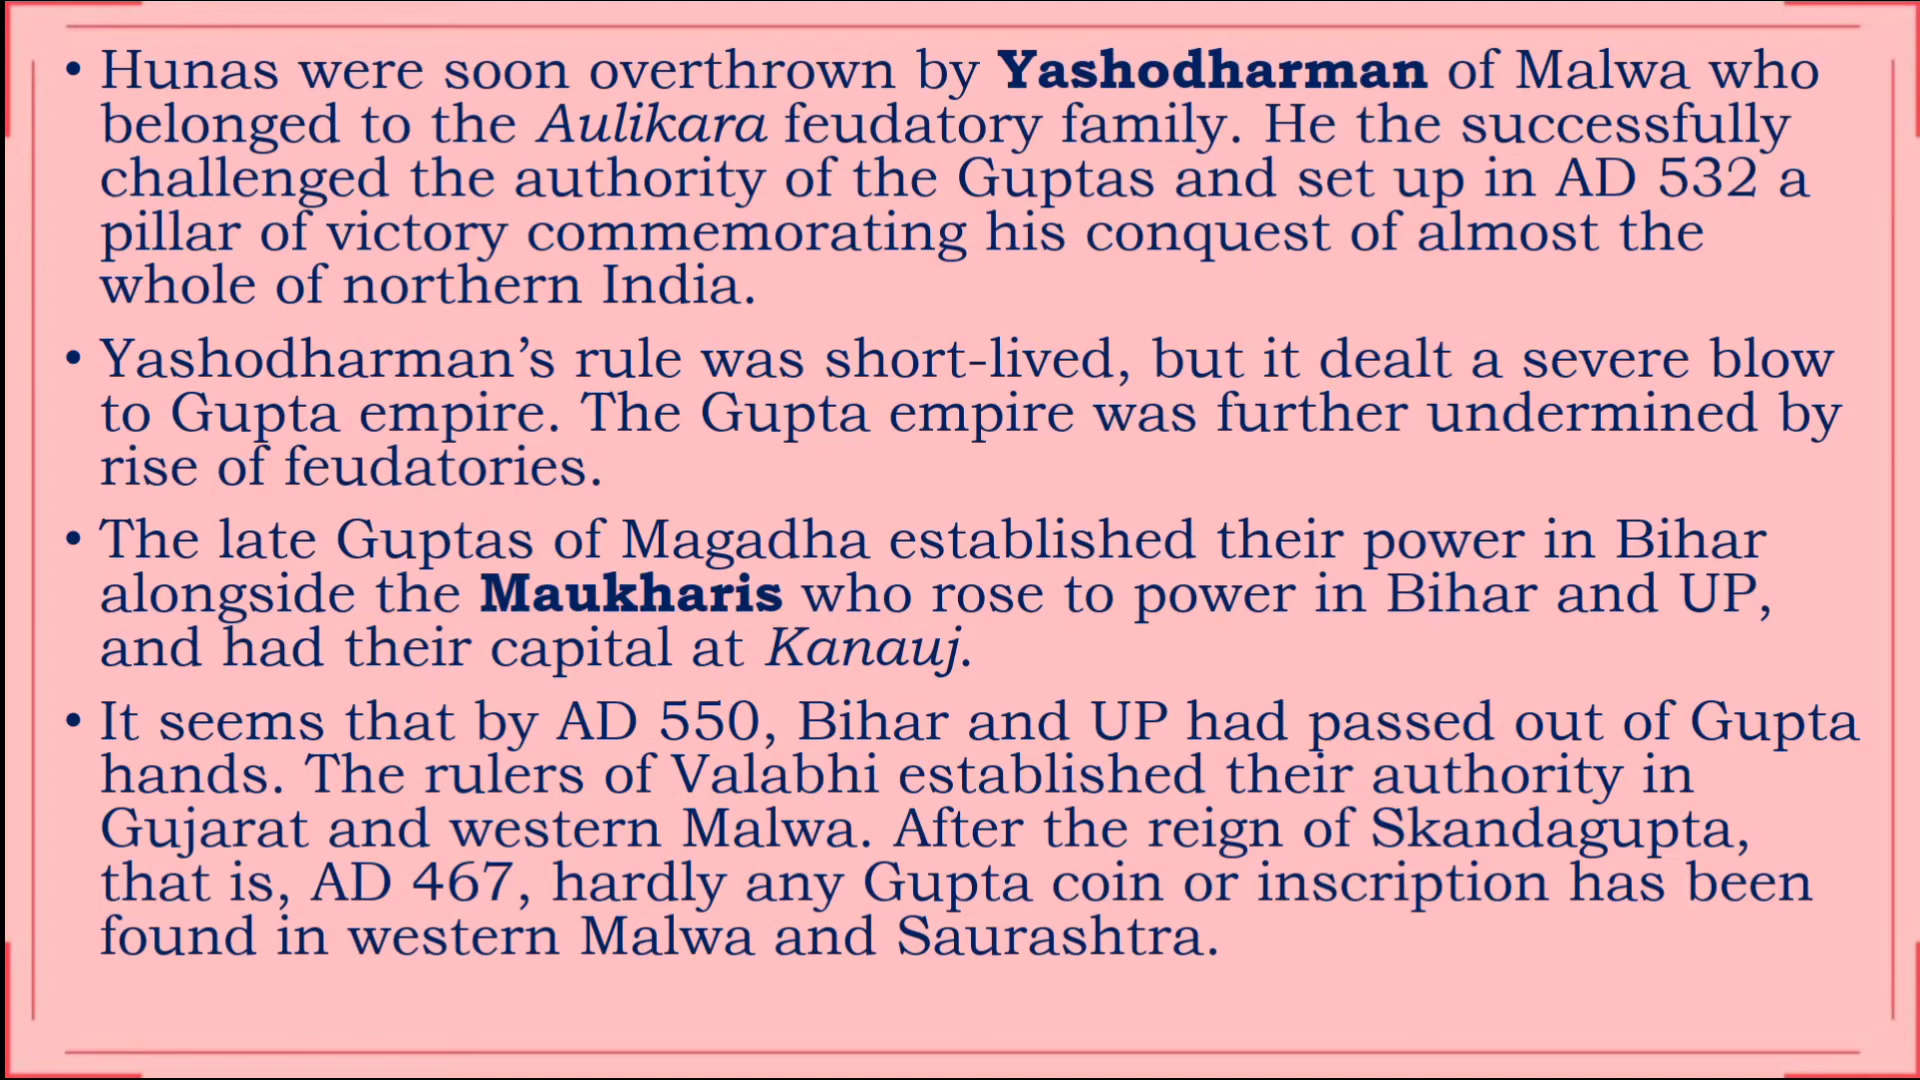 • Hunas were soon overthrown by Yashodharman of Malwa who
belonged to the Aulikara feudatory family. He the successfully
challenged the authority of the Guptas and set up in AD 532 a
pillar of victory commemorating his conquest of almost the
whole of northern India.
• Yashodharman’s rule was short-lived, but it dealt a severe blow
to Gupta empire. The Gupta empire was further undermined by
rise of feudatories.
• The late Guptas of Magadha established their power in Bihar
alongside the Maukharis who rose to power in Bihar and UP,
and had their capital at Kanauj.
• It seems that by AD 550, Bihar and UP had passed out of Gupta
hands. The rulers of Valabhi established their authority in
Gujarat and western Malwa. After the reign of Skandagupta,
that is, AD 467, hardly any Gupta coin or inscription has been
found in western Malwa and Saurashtra.